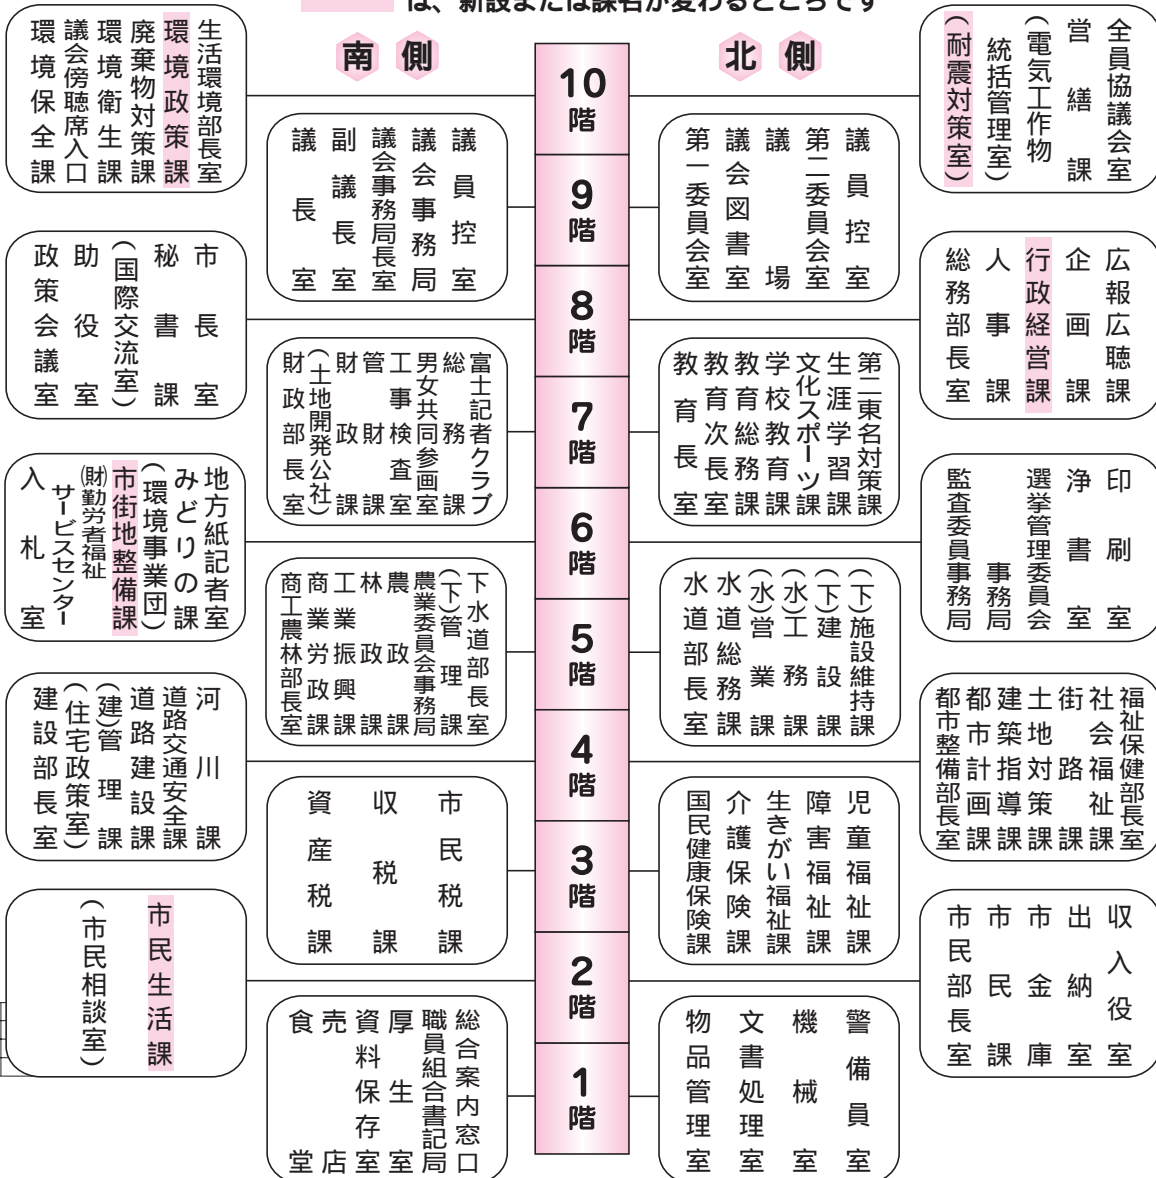 は、新設または課名が変わるところです
南側
北側
10階
生活環境部長室
環境政策課
廃棄物対策課
環境衛生課
議会傍聴席入口
環境保全課
全員協議会室
営繕課
(電気工作物
統括管理室)
(耐震対策室)
9階
議員控室
議会事務局
議会事務局長室
副議長室
議長室
議員控室
第二委員会室
議場
議会図書室
第一委員会室
8階
市長室
秘書課
(国際交流室)
助役室
政策会議室
広報広聴課
企画課
行政経営課
人事課
総務部長室
7階
富士記者クラブ
総務課
男女共同参画室
工事検査室
管財課
財政課
(土地開発公社)
財政部長室
第二東名対策課
生涯学習課
文化スポーツ課
学校教育課
教育総務課
教育次長室
教育長室
6階
地方紙記者室
みどりの課
(環境事業団)
市街地整備課
(財)勤労者福祉
サービスセンター
入札室
印刷室
浄書室
選挙管理委員会
事務局
監査委員事務局
5階
下水道部長室
(下)管理課
農業委員会事務局
農政課
林政課
工業振興課
商業労政課
商工農林部長室
(下)施設維持課
(下)建設課
(水)工務課
(水)営業課
水道総務課
水道部長室
4階
河川課
道路交通安全課
道路建設課
(建)管理課
(住宅政策室)
建設部長室
福祉保健部長室
社会福祉課
街路課
土地対策課
建築指導課
都市計画課
都市整備部長室
3階
市民税課
収税課
資産税課
児童福祉課
障害福祉課
生きがい福祉課
介護保険課
国民健康保険課
2階
市民生活課
(市民相談室)
収入役室
出納室
市金庫
市民課
市民部長室
1階
総合案内窓口
職員組合書記局
厚生室
資料保存室
売店
食堂
警備員室
機械室
文書処理室
物品管理室